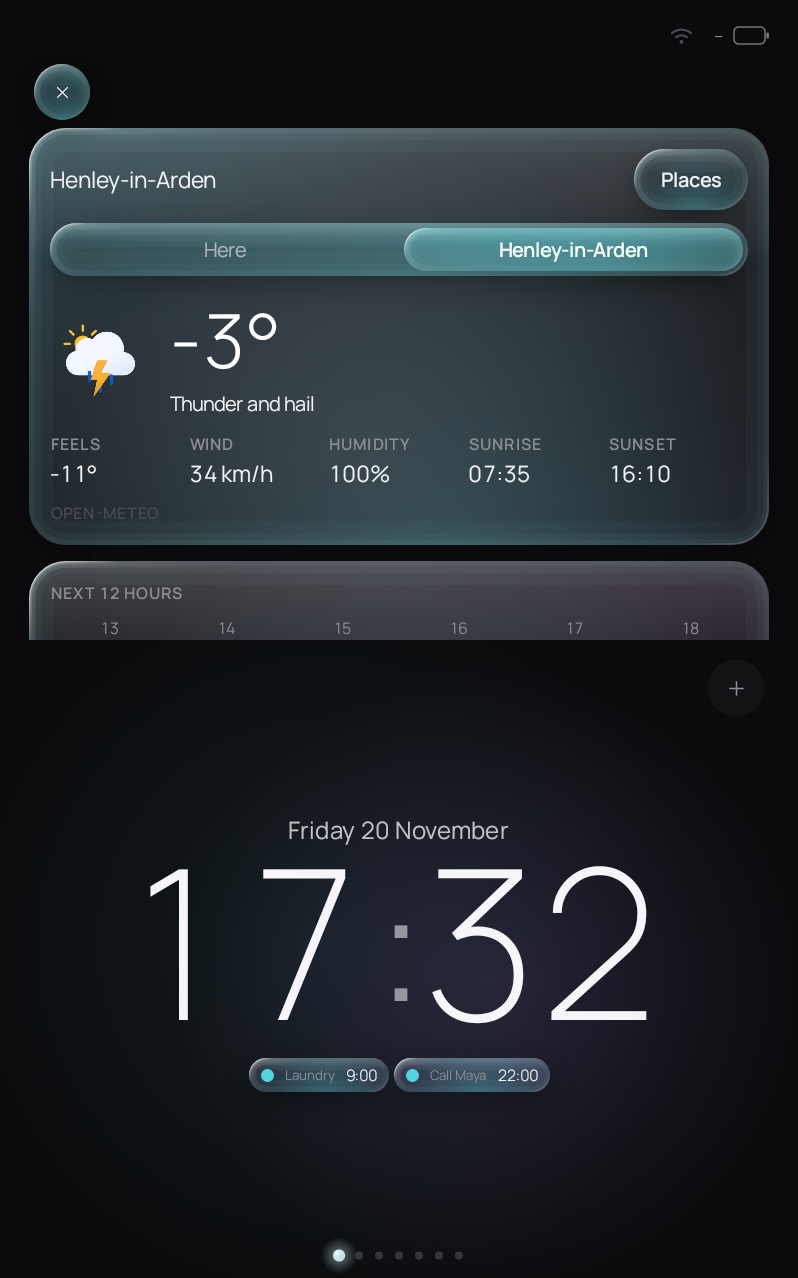 –
Henley-in-Arden
Places
Here
Henley-in-Arden
-3°
Thunder and hail
FEELS WIND HUMIDITY SUNRISE SUNSET
-11° 34 km/h 100% 07:35 16:10
OPEN-METEO
NEXT 12 HOURS
13 14 15 16 17 18
+
Friday 20 November
17:32
Laundry 9:00 Call Maya 22:00